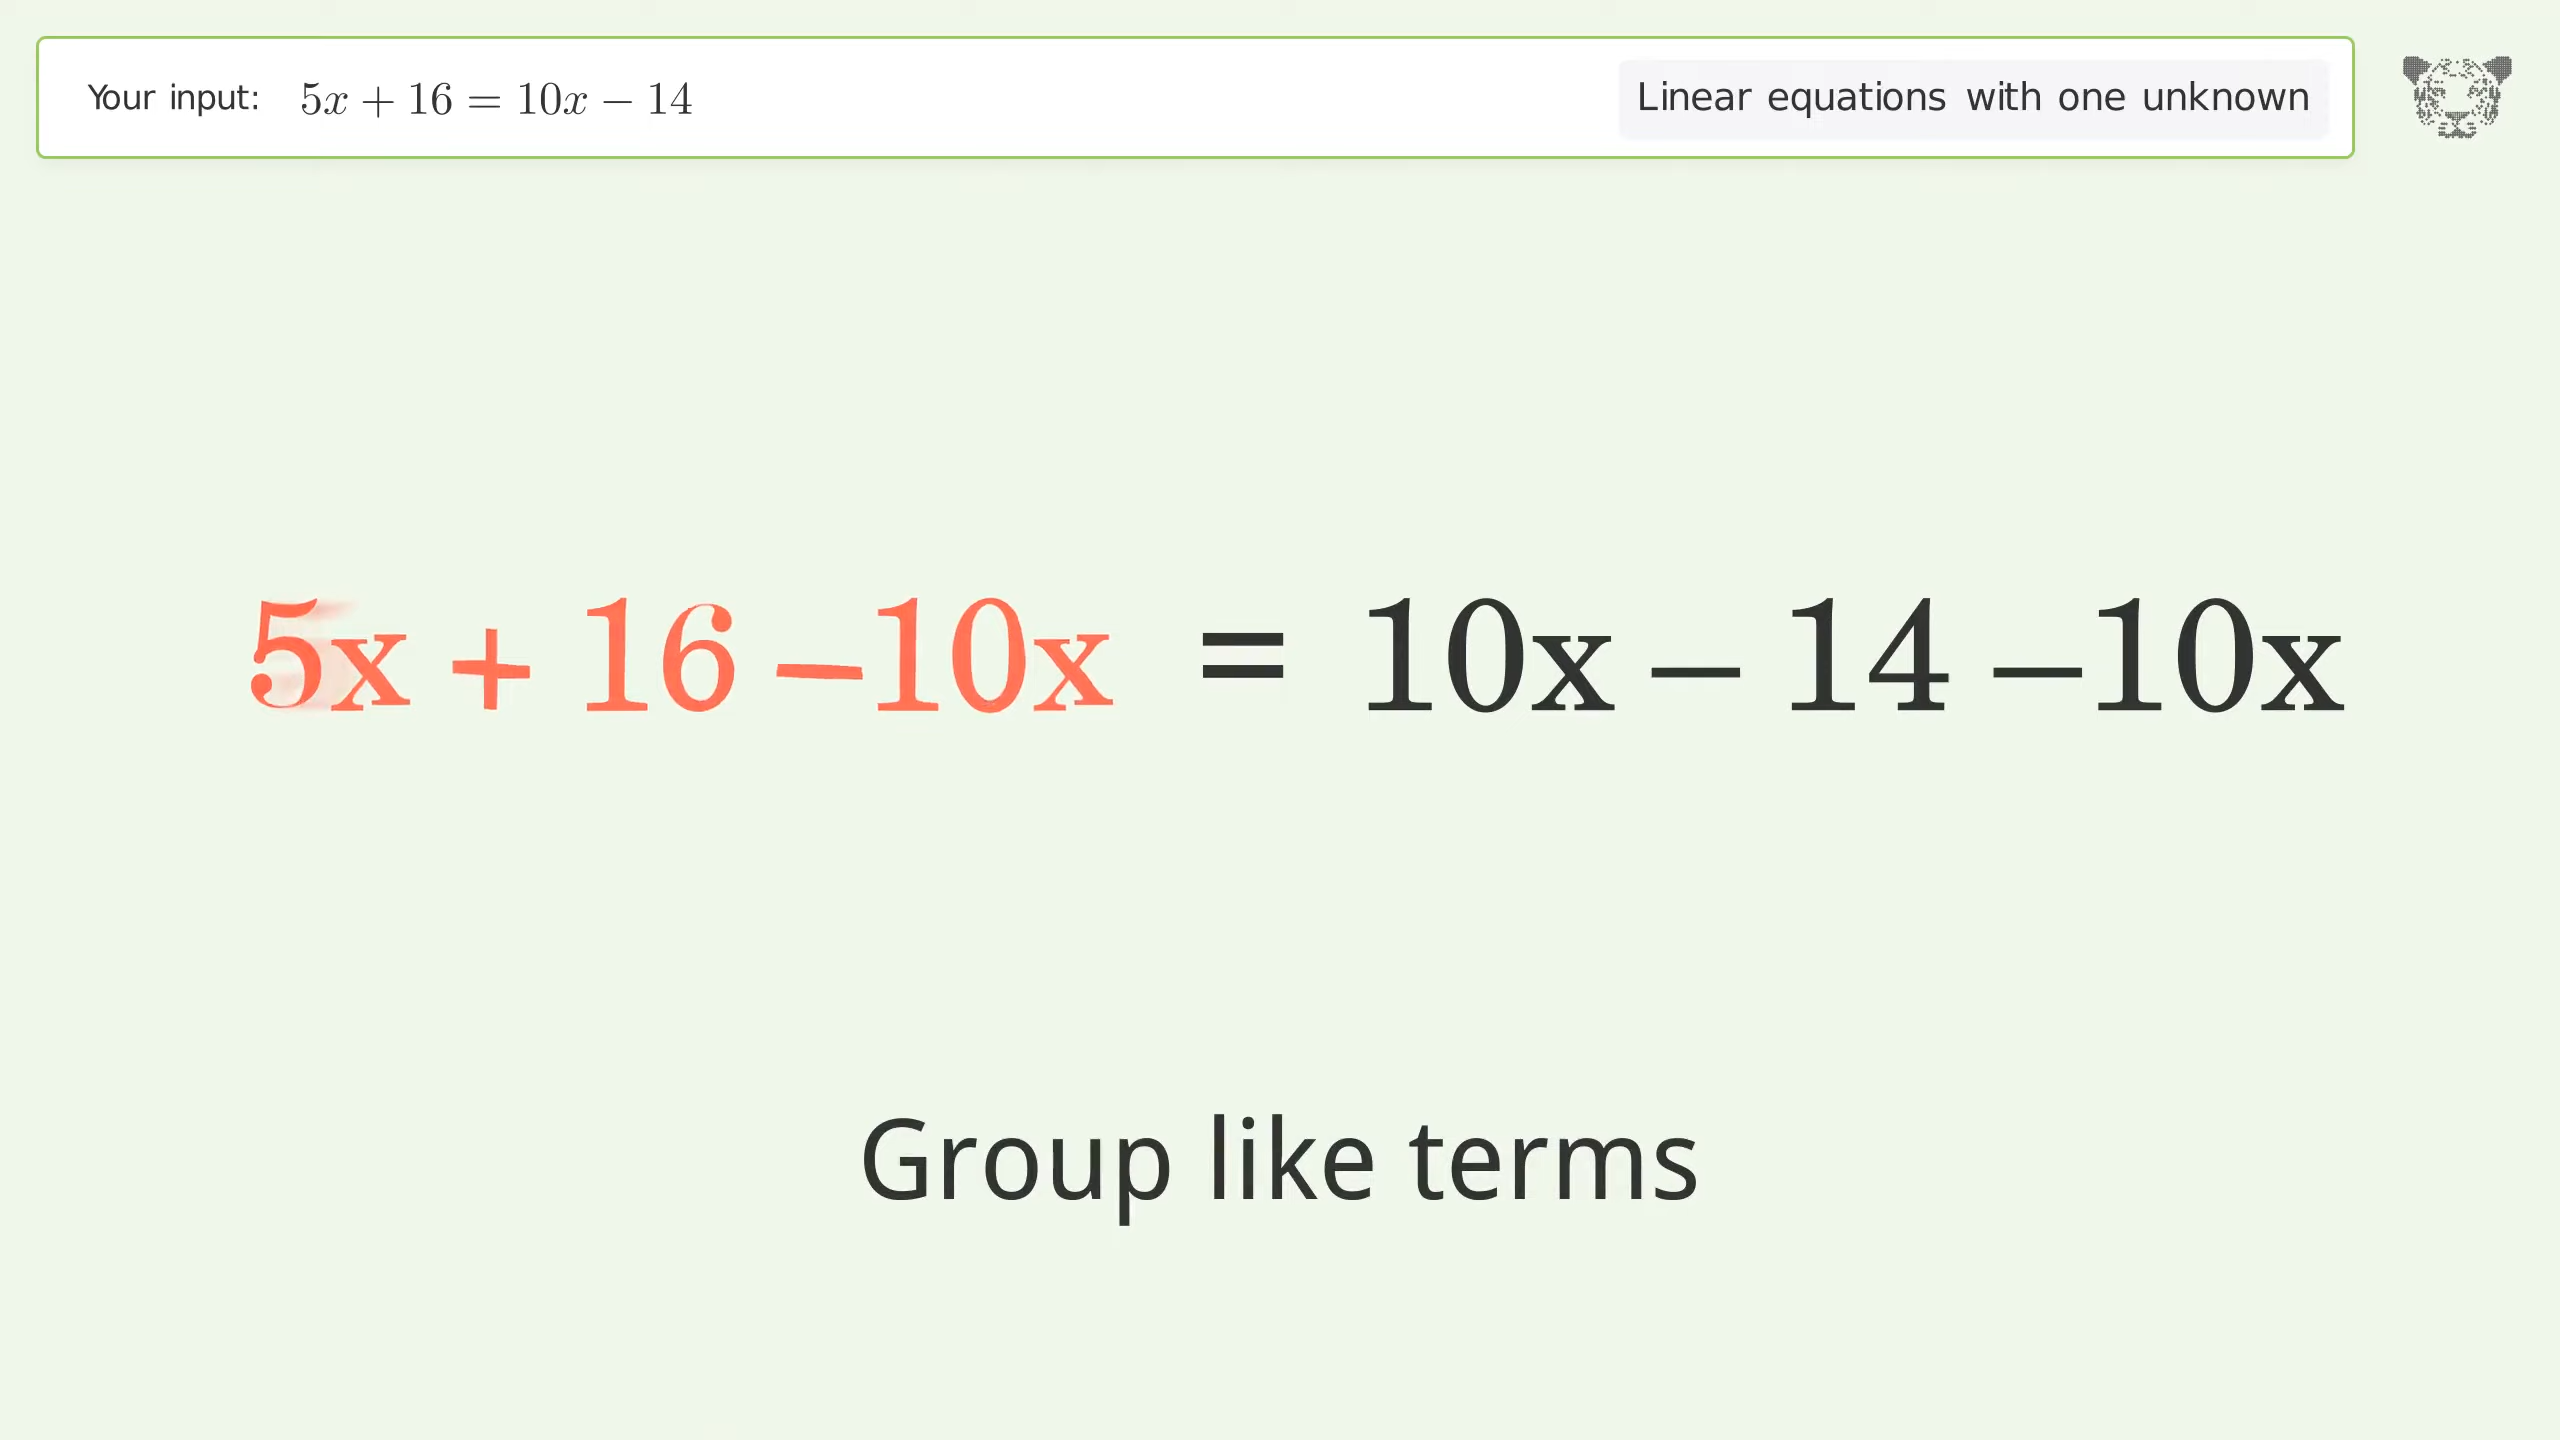 Your input: 5x + 16 = 10x − 14
Linear equations with one unknown
5x + 16 −10x = 10x − 14 −10x
Group like terms